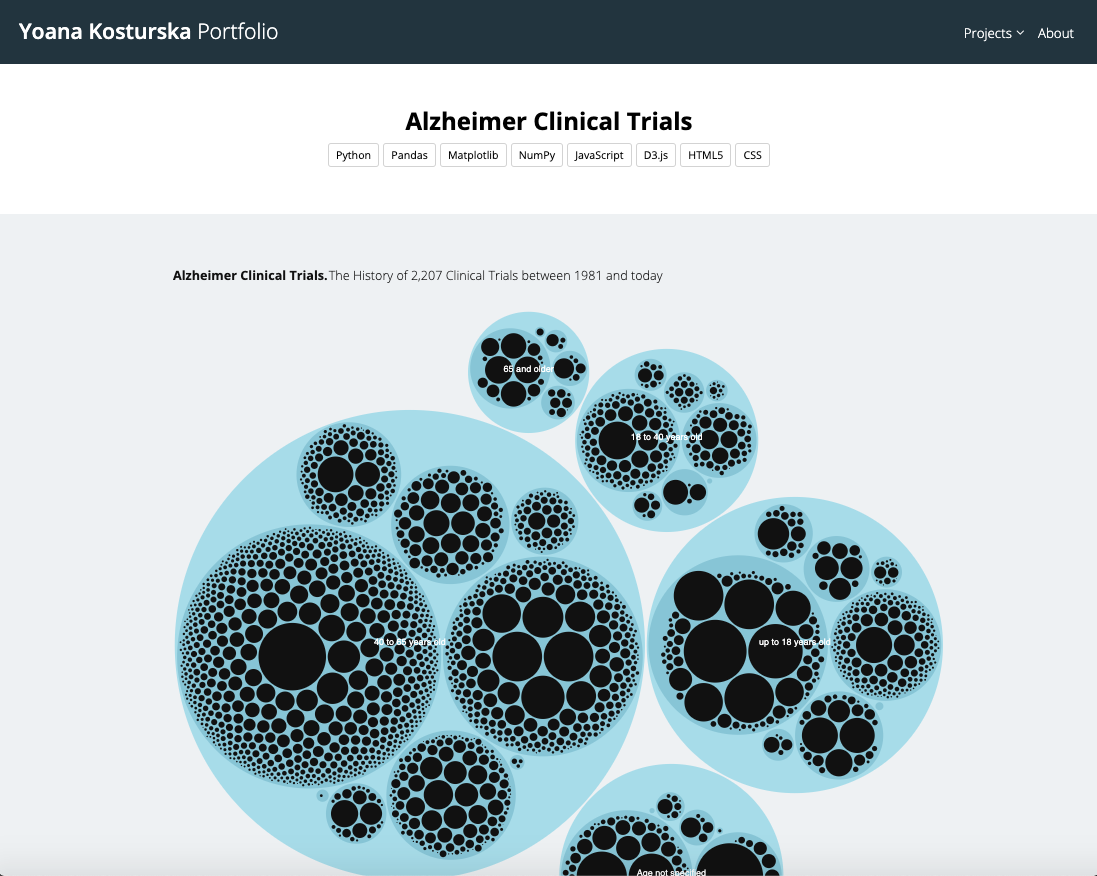 Yoana Kosturska Portfolio
Projects
About
Alzheimer Clinical Trials
Python
Pandas
Matplotlib
NumPy
JavaScript
D3.js
HTML5
CSS
Alzheimer Clinical Trials. The History of 2,207 Clinical Trials between 1981 and today
65 and older
18 to 40 years old
40 to 65 years old
up to 18 years old
Age not specified